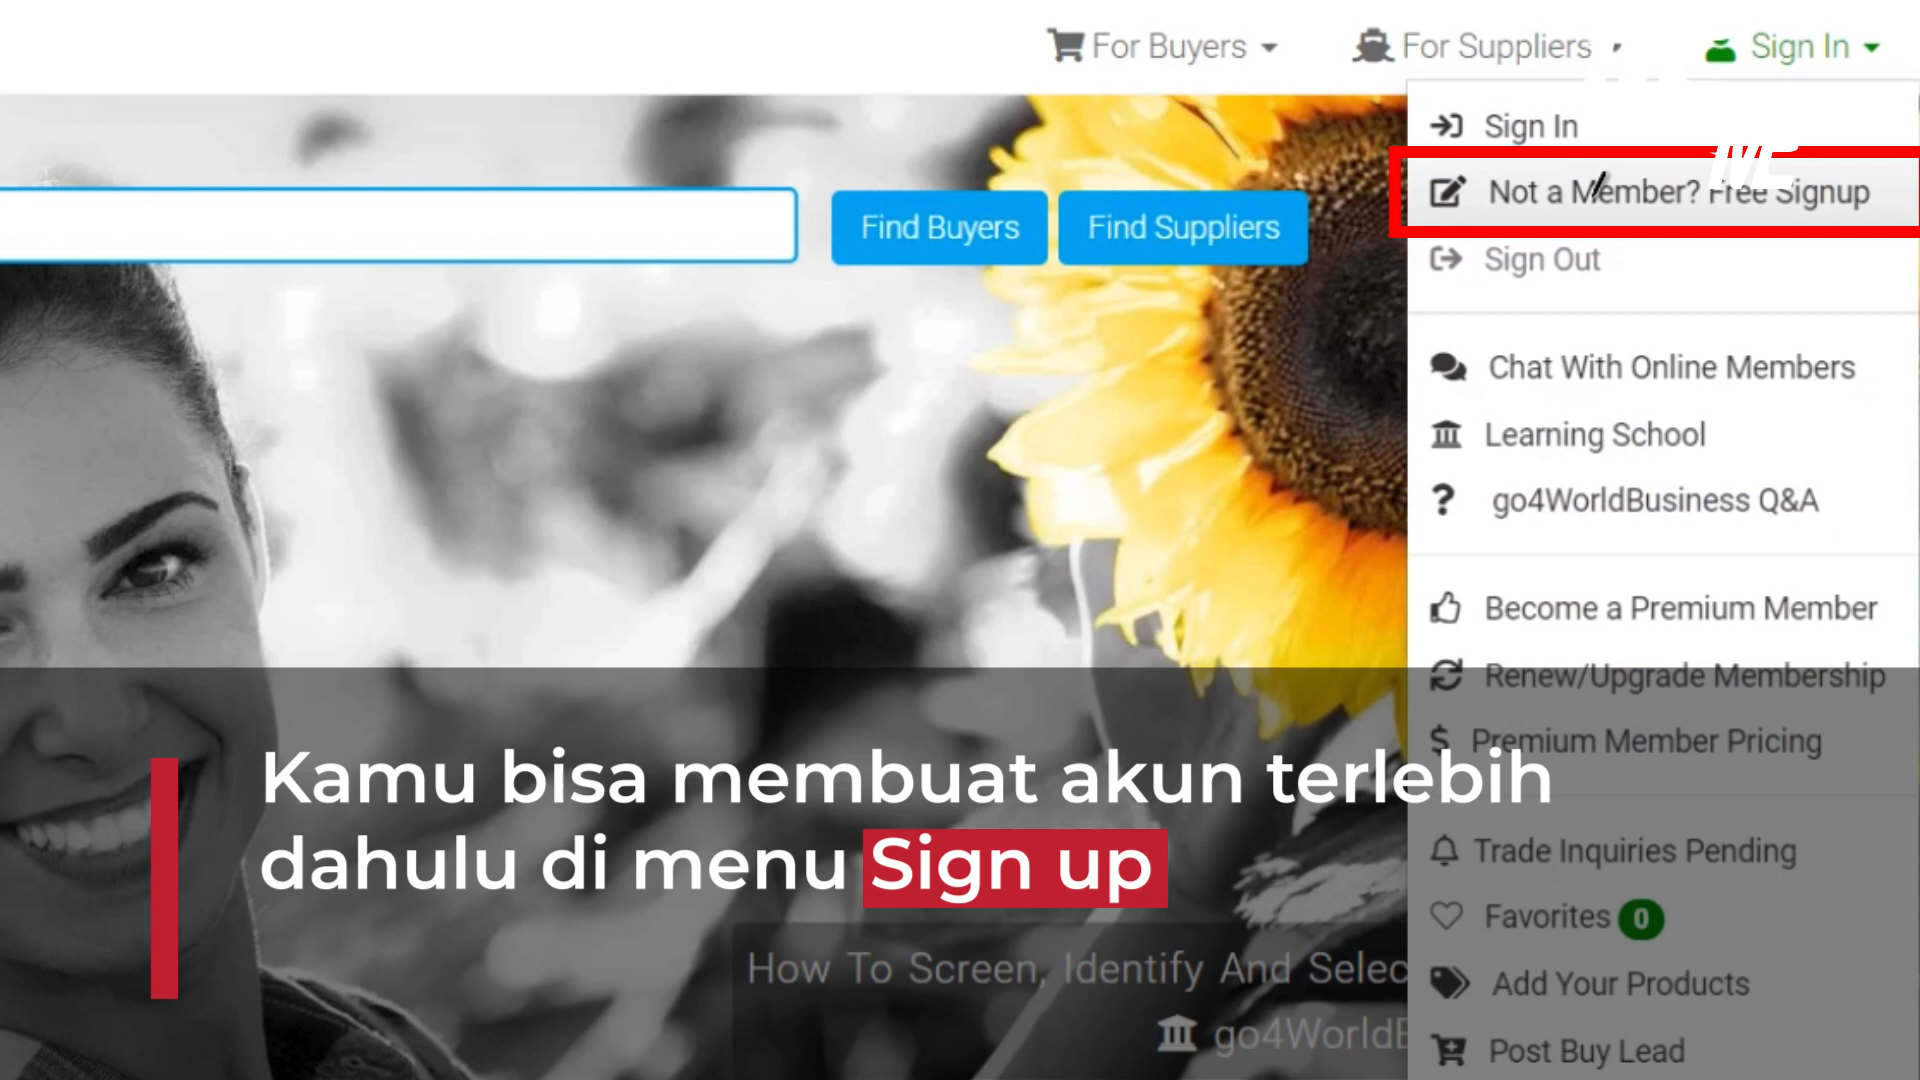 For Buyers
For Suppliers
Sign In
Sign In
Not a Member? Free Signup
Find Buyers
Find Suppliers
Sign Out
Chat With Online Members
Learning School
go4WorldBusiness Q&A
Become a Premium Member
Renew/Upgrade Membership
$ Premium Member Pricing
Kamu bisa membuat akun terlebih
dahulu di menu Sign up
Trade Inquiries Pending
Favorites 0
How To Screen, Identify And Selec
Add Your Products
go4WorldB
Post Buy Lead